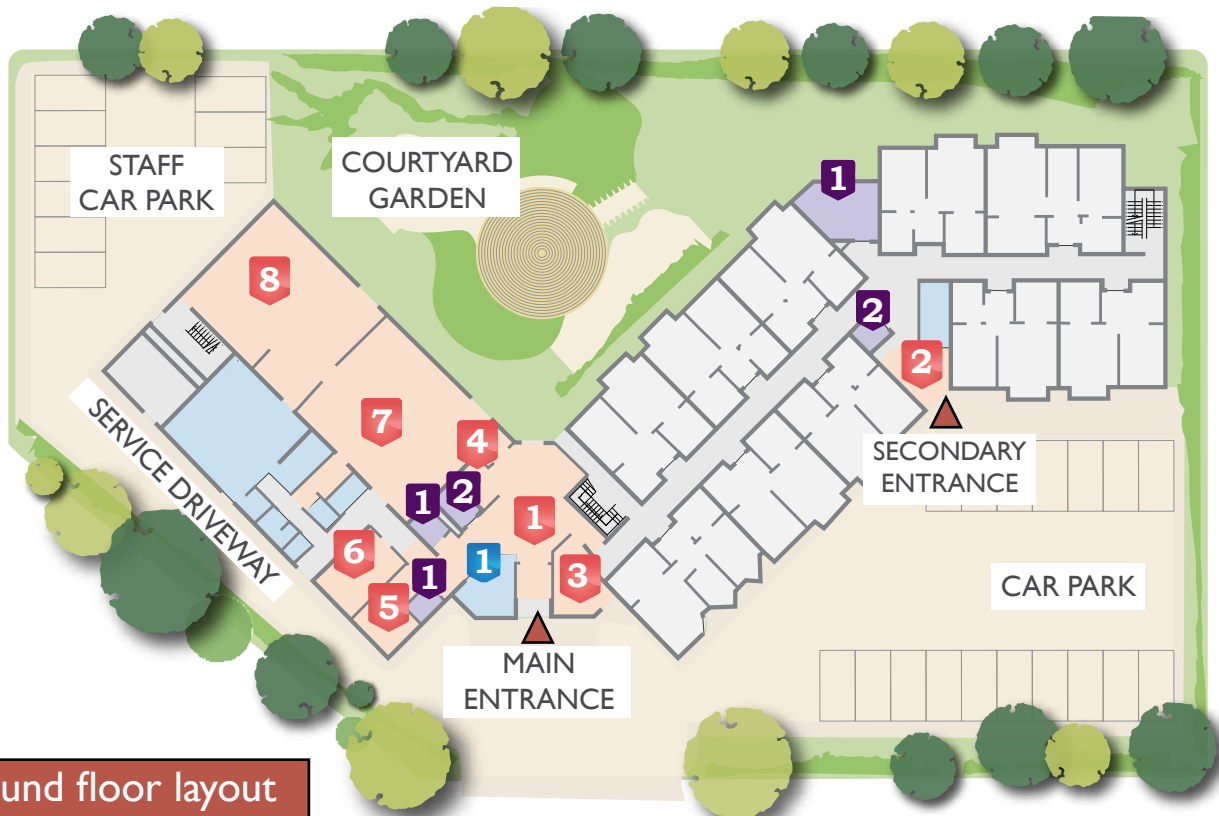 STAFF
CAR PARK
COURTYARD
GARDEN
1
8
2
2
7
4
SECONDARY
ENTRANCE
SERVICE DRIVEWAY
1
2
1
6
1
3
1
5
CAR PARK
MAIN
ENTRANCE
und floor layout